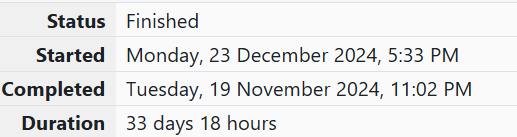 Status Finished
Started Monday, 23 December 2024, 5:33 PM
Completed Tuesday, 19 November 2024, 11:02 PM
Duration 33 days 18 hours